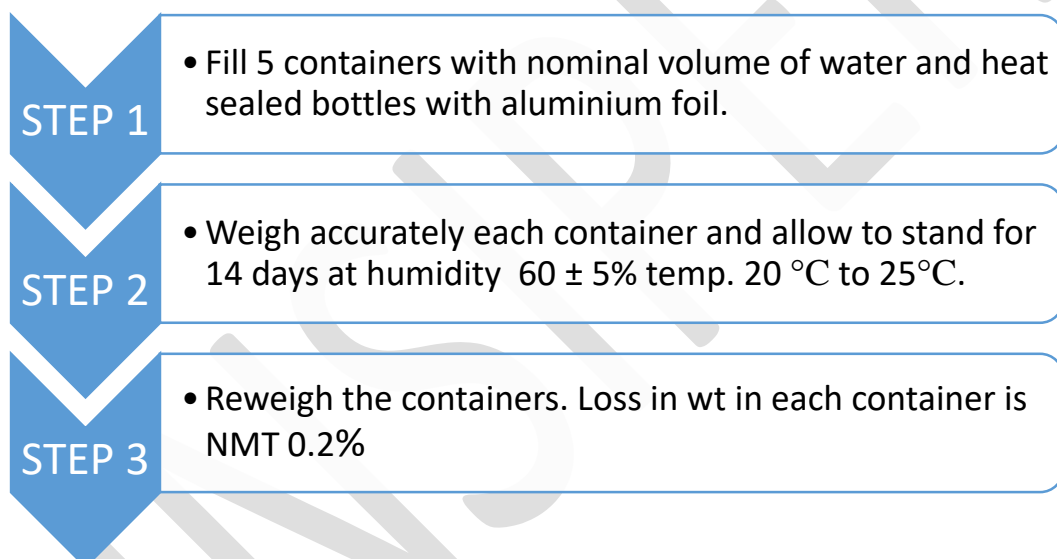 STEP 1
• Fill 5 containers with nominal volume of water and heat
sealed bottles with aluminium foil.
STEP 2
• Weigh accurately each container and allow to stand for
14 days at humidity 60 ± 5% temp. 20 °C to 25°C.
STEP 3
• Reweigh the containers. Loss in wt in each container is
NMT 0.2%